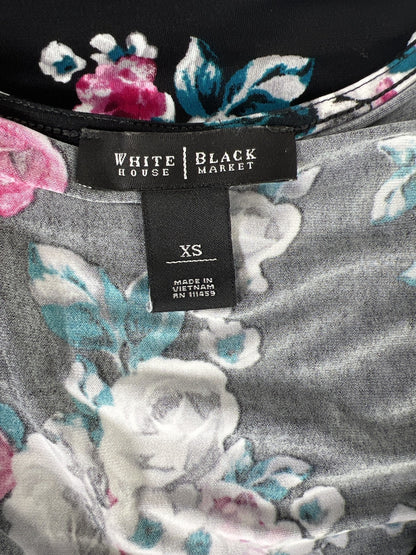 WHITE | BLACK
HOUSE | MARKET
XS
MADE IN
VIETNAM
RN 111459